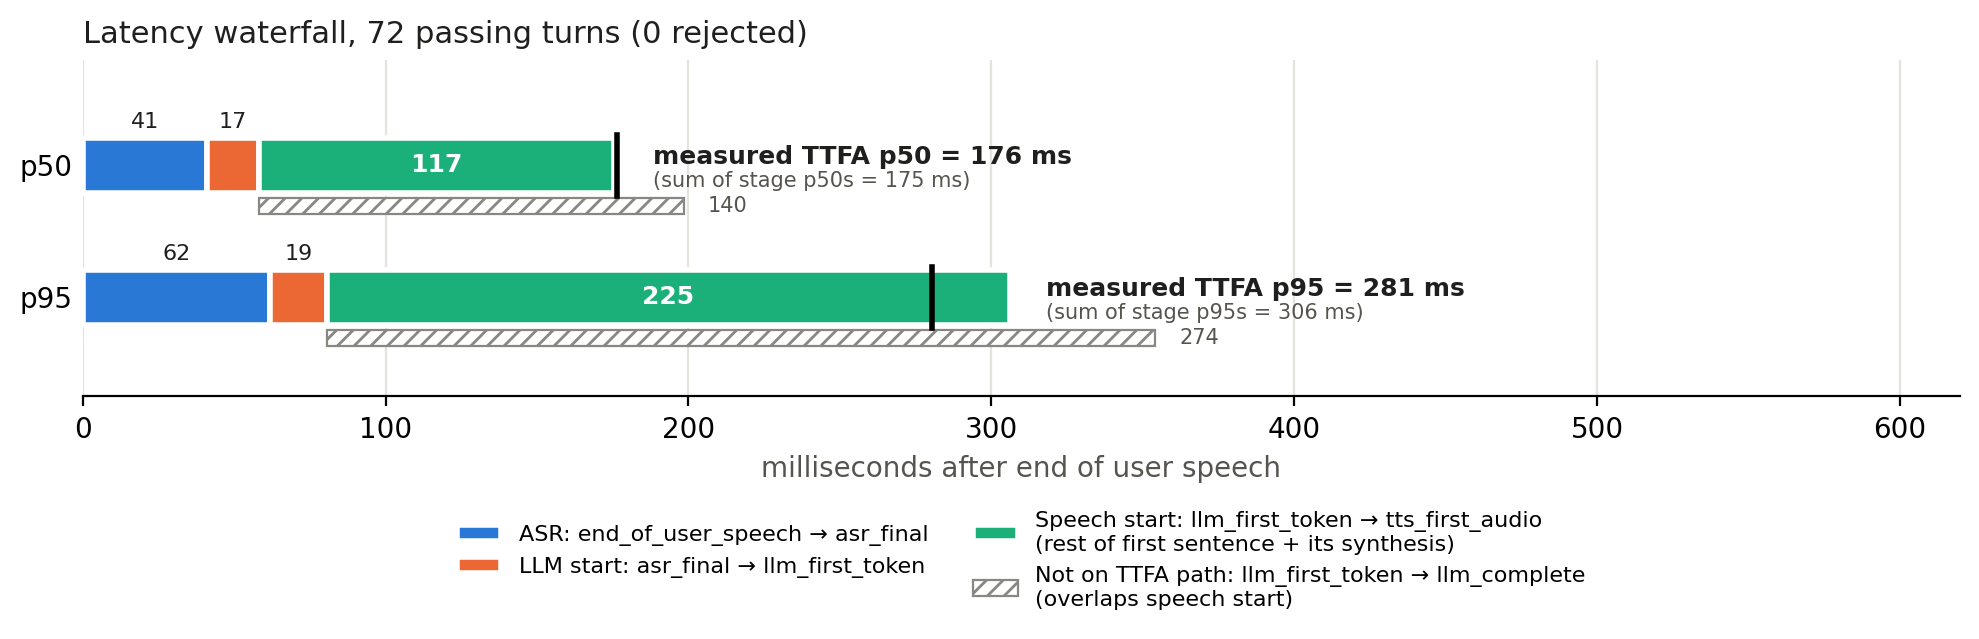 Latency waterfall, 72 passing turns (0 rejected)
41 17
p50
117
measured TTFA p50 = 176 ms
(sum of stage p50s = 175 ms)
140
62 19
p95
225
measured TTFA p95 = 281 ms
(sum of stage p95s = 306 ms)
274
0 100 200 300 400 500 600
milliseconds after end of user speech
ASR: end_of_user_speech → asr_final
LLM start: asr_final → llm_first_token
Speech start: llm_first_token → tts_first_audio
(rest of first sentence + its synthesis)
Not on TTFA path: llm_first_token → llm_complete
(overlaps speech start)